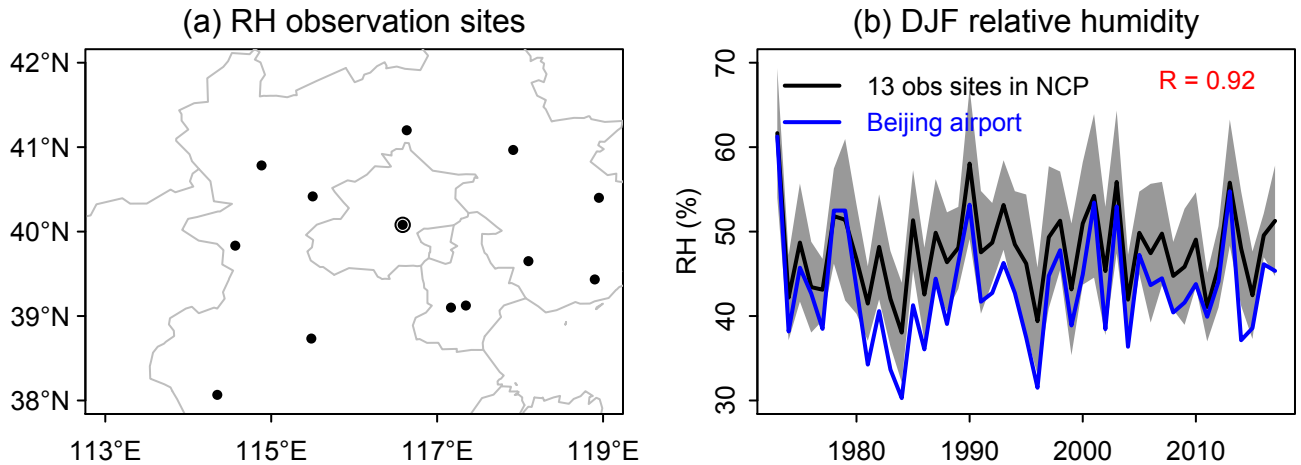 (a) RH observation sites
42°N
41°N
40°N
39°N
38°N
113°E 115°E 117°E 119°E
(b) DJF relative humidity
RH (%)
70
60
50
40
30
13 obs sites in NCP
Beijing airport
R = 0.92
1980 1990 2000 2010